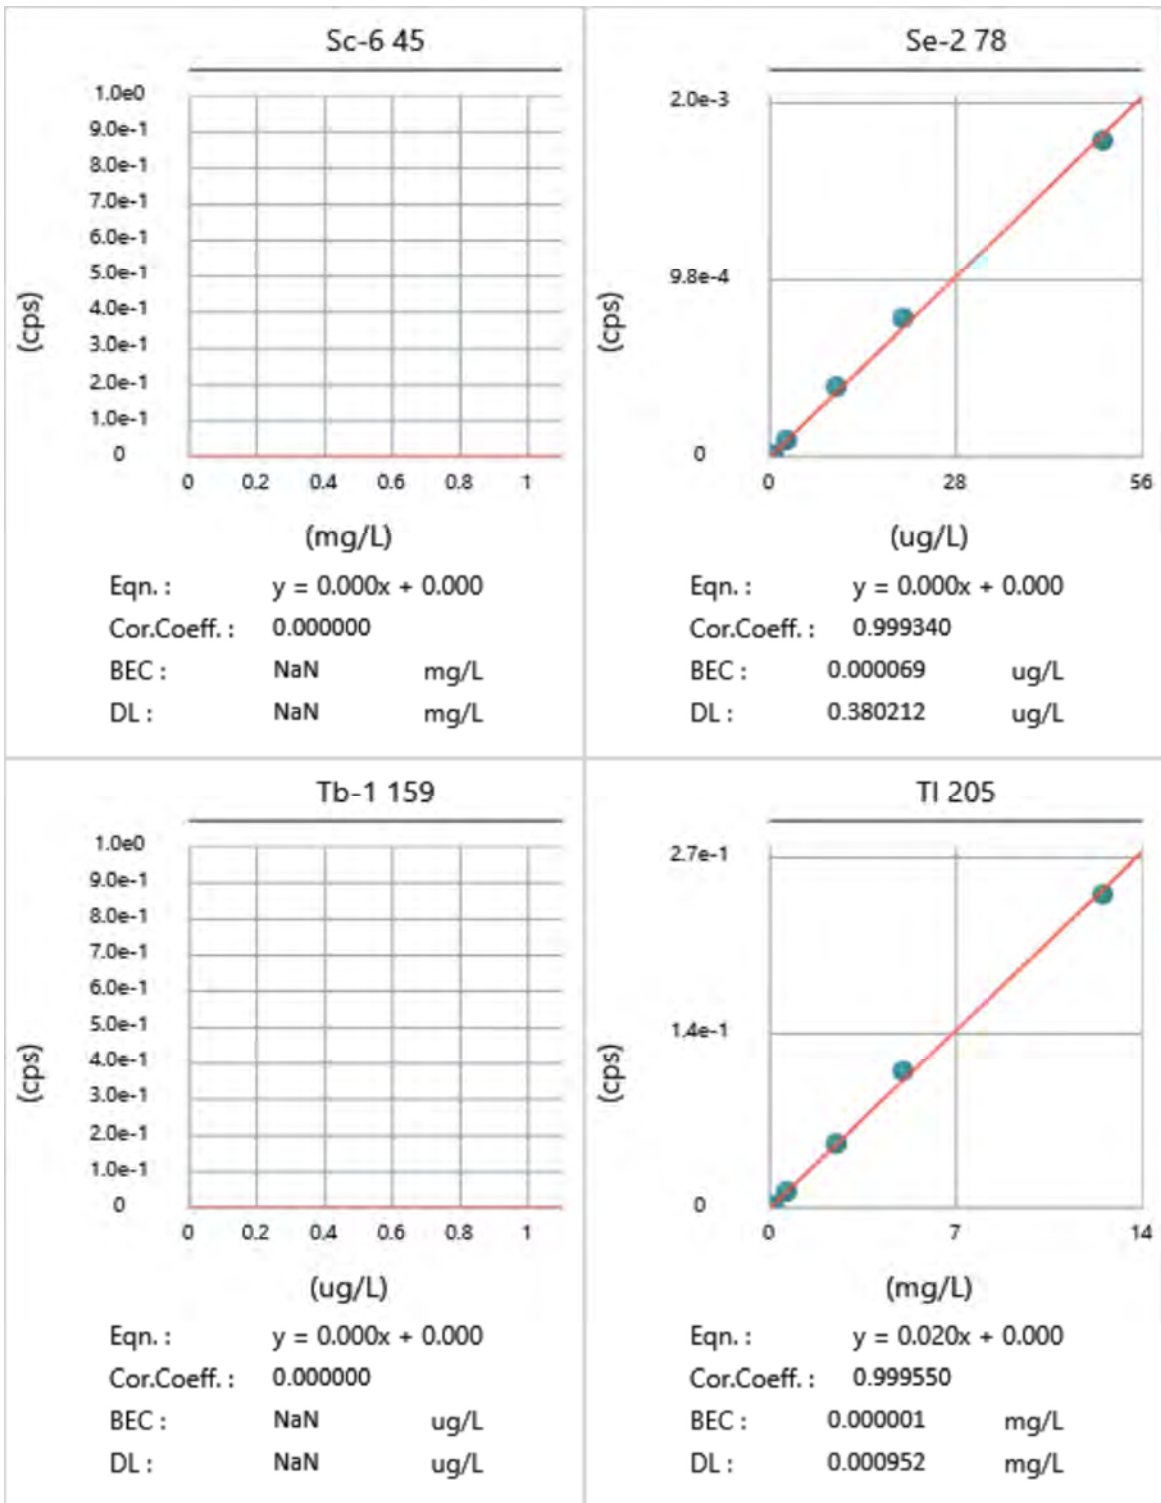 Sc-6 45
1.0e0
9.0e-1
8.0e-1
7.0e-1
6.0e-1
5.0e-1
4.0e-1
3.0e-1
2.0e-1
1.0e-1
0
(cps)
0 0.2 0.4 0.6 0.8 1
(mg/L)
Eqn. : y = 0.000x + 0.000
Cor.Coeff. : 0.000000
BEC : NaN mg/L
DL : NaN mg/L
Se-2 78
2.0e-3
9.8e-4
0
(cps)
0 28 56
(ug/L)
Eqn. : y = 0.000x + 0.000
Cor.Coeff. : 0.999340
BEC : 0.000069 ug/L
DL : 0.380212 ug/L
Tb-1 159
1.0e0
9.0e-1
8.0e-1
7.0e-1
6.0e-1
5.0e-1
4.0e-1
3.0e-1
2.0e-1
1.0e-1
0
(cps)
0 0.2 0.4 0.6 0.8 1
(ug/L)
Eqn. : y = 0.000x + 0.000
Cor.Coeff. : 0.000000
BEC : NaN ug/L
DL : NaN ug/L
Tl 205
2.7e-1
1.4e-1
0
(cps)
0 7 14
(mg/L)
Eqn. : y = 0.020x + 0.000
Cor.Coeff. : 0.999550
BEC : 0.000001 mg/L
DL : 0.000952 mg/L